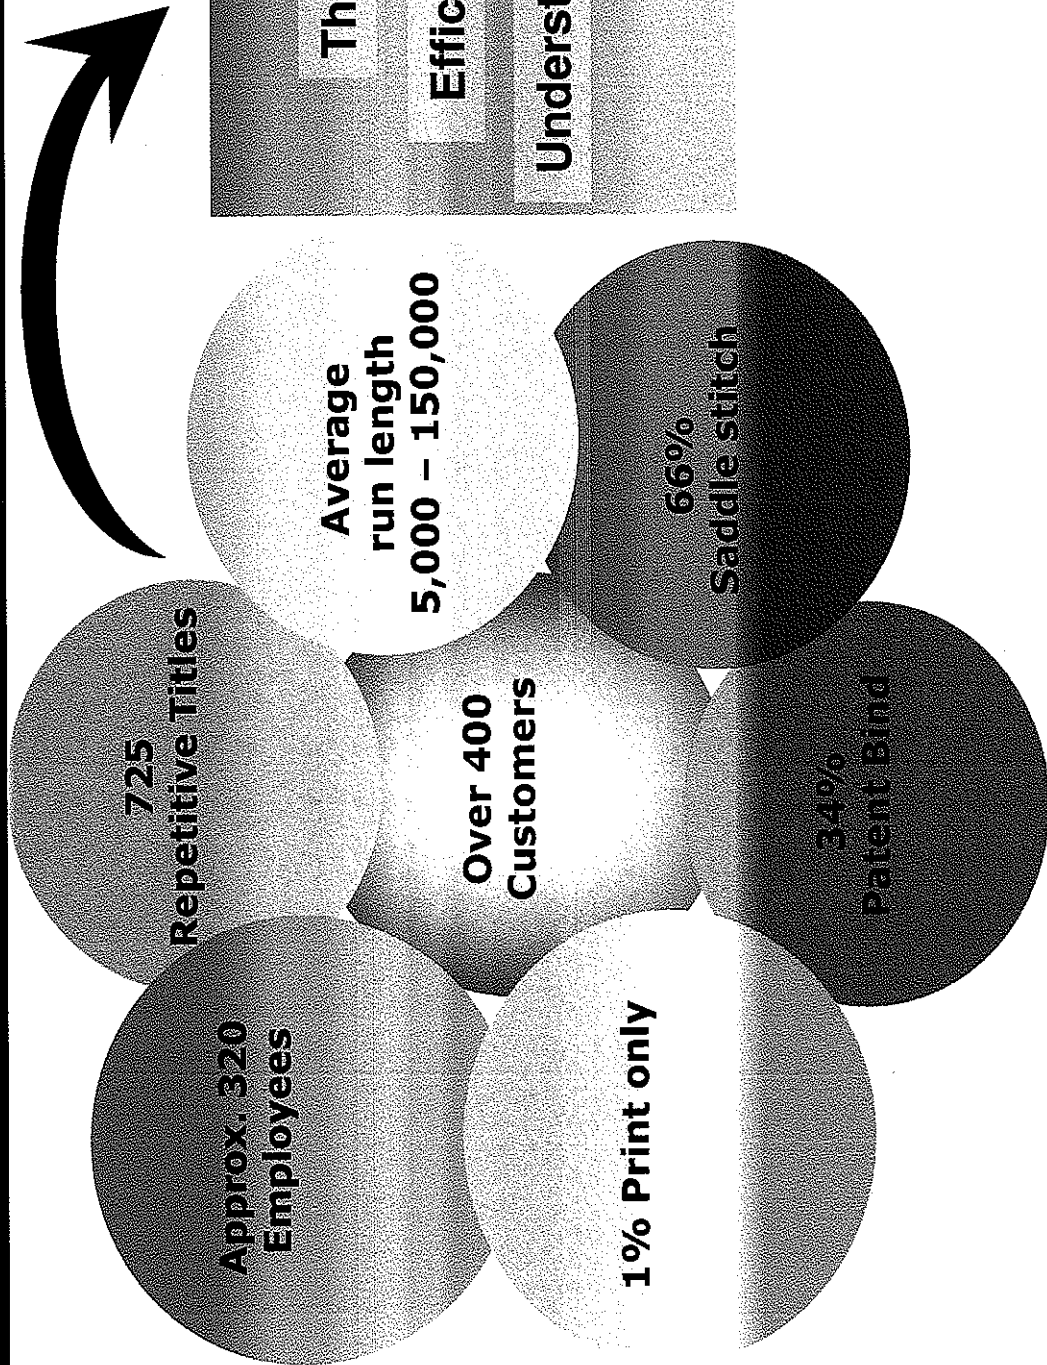 725
Repetitive Titles
Approx. 320
Employees
Average
run length
5,000 – 150,000
Over 400
Customers
1% Print only
66%
Saddle stitch
34%
Patent Bind
Th
Effic
Underst